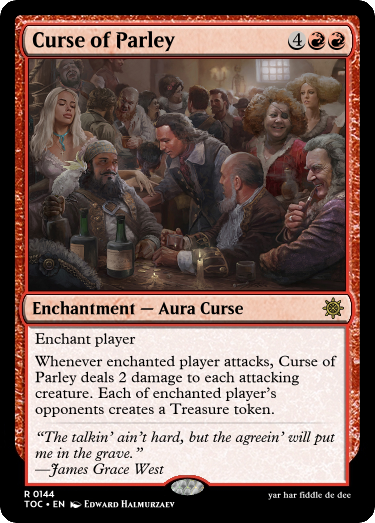 Curse of Parley 4
Enchantment — Aura Curse
Enchant player
Whenever enchanted player attacks, Curse of
Parley deals 2 damage to each attacking
creature. Each of enchanted player's
opponents creates a Treasure token.
“The talkin' ain't hard, but the agreein' will put
me in the grave.”
—James Grace West
R 0144
TOC • EN Edward Halmurzaev
yar har fiddle de dee